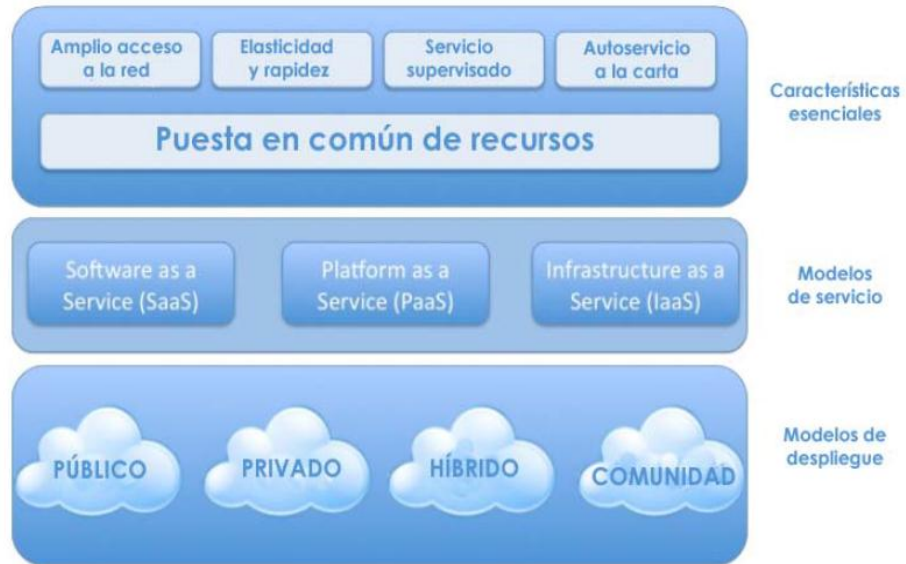 Amplio acceso
a la red
Elasticidad
y rapidez
Servicio
supervisado
Autoservicio
a la carta
Puesta en común de recursos
Características
esenciales
Software as a
Service (SaaS)
Platform as a
Service (PaaS)
Infrastructure as a
Service (IaaS)
Modelos
de servicio
PÚBLICO
PRIVADO
HÍBRIDO
COMUNIDAD
Modelos de
despliegue